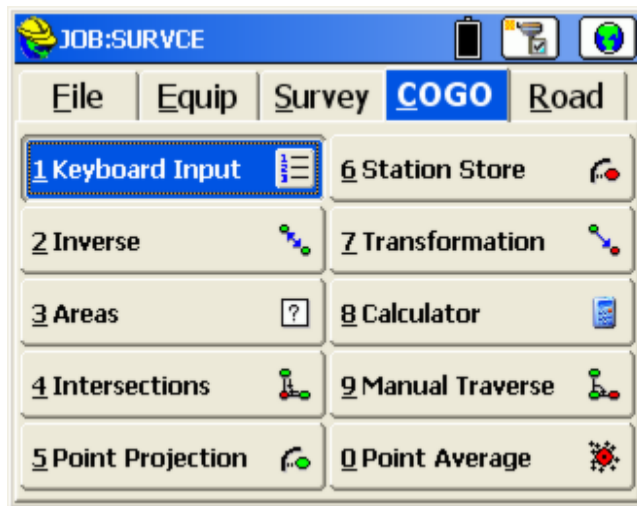 JOB:SURVCE
File Equip Survey COGO Road
1 Keyboard Input
6 Station Store
2 Inverse
7 Transformation
3 Areas
?
8 Calculator
4 Intersections
9 Manual Traverse
5 Point Projection
0 Point Average